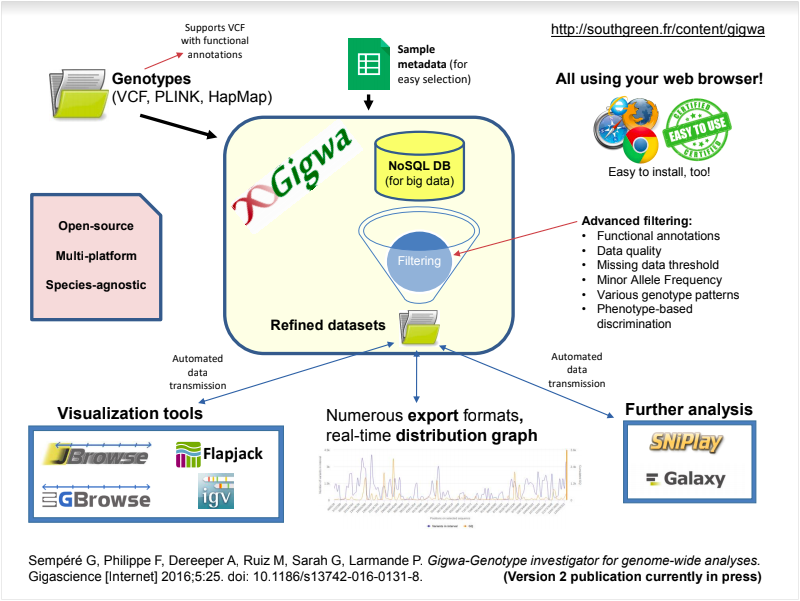 Supports VCF
with functional
annotations
http://southgreen.fr/content/gigwa
Sample
metadata (for
easy selection)
Genotypes
(VCF, PLINK, HapMap)
All using your web browser!
CERTIFIED
EASY TO USE
CERTIFIED
Easy to install, too!
Gigwa
NoSQL DB
(for big data)
Open-source
Multi-platform
Species-agnostic
Filtering
Advanced filtering:
• Functional annotations
• Data quality
• Missing data threshold
• Minor Allele Frequency
• Various genotype patterns
• Phenotype-based
discrimination
Refined datasets
Automated
data
transmission
Automated
data
transmission
Visualization tools
JBrowse
Flapjack
GBrowse
igv
Numerous export formats,
real-time distribution graph
Further analysis
SNiPlay
Galaxy
Sempéré G, Philippe F, Dereeper A, Ruiz M, Sarah G, Larmande P. Gigwa-Genotype investigator for genome-wide analyses.
Gigascience [Internet] 2016;5:25. doi: 10.1186/s13742-016-0131-8. (Version 2 publication currently in press)